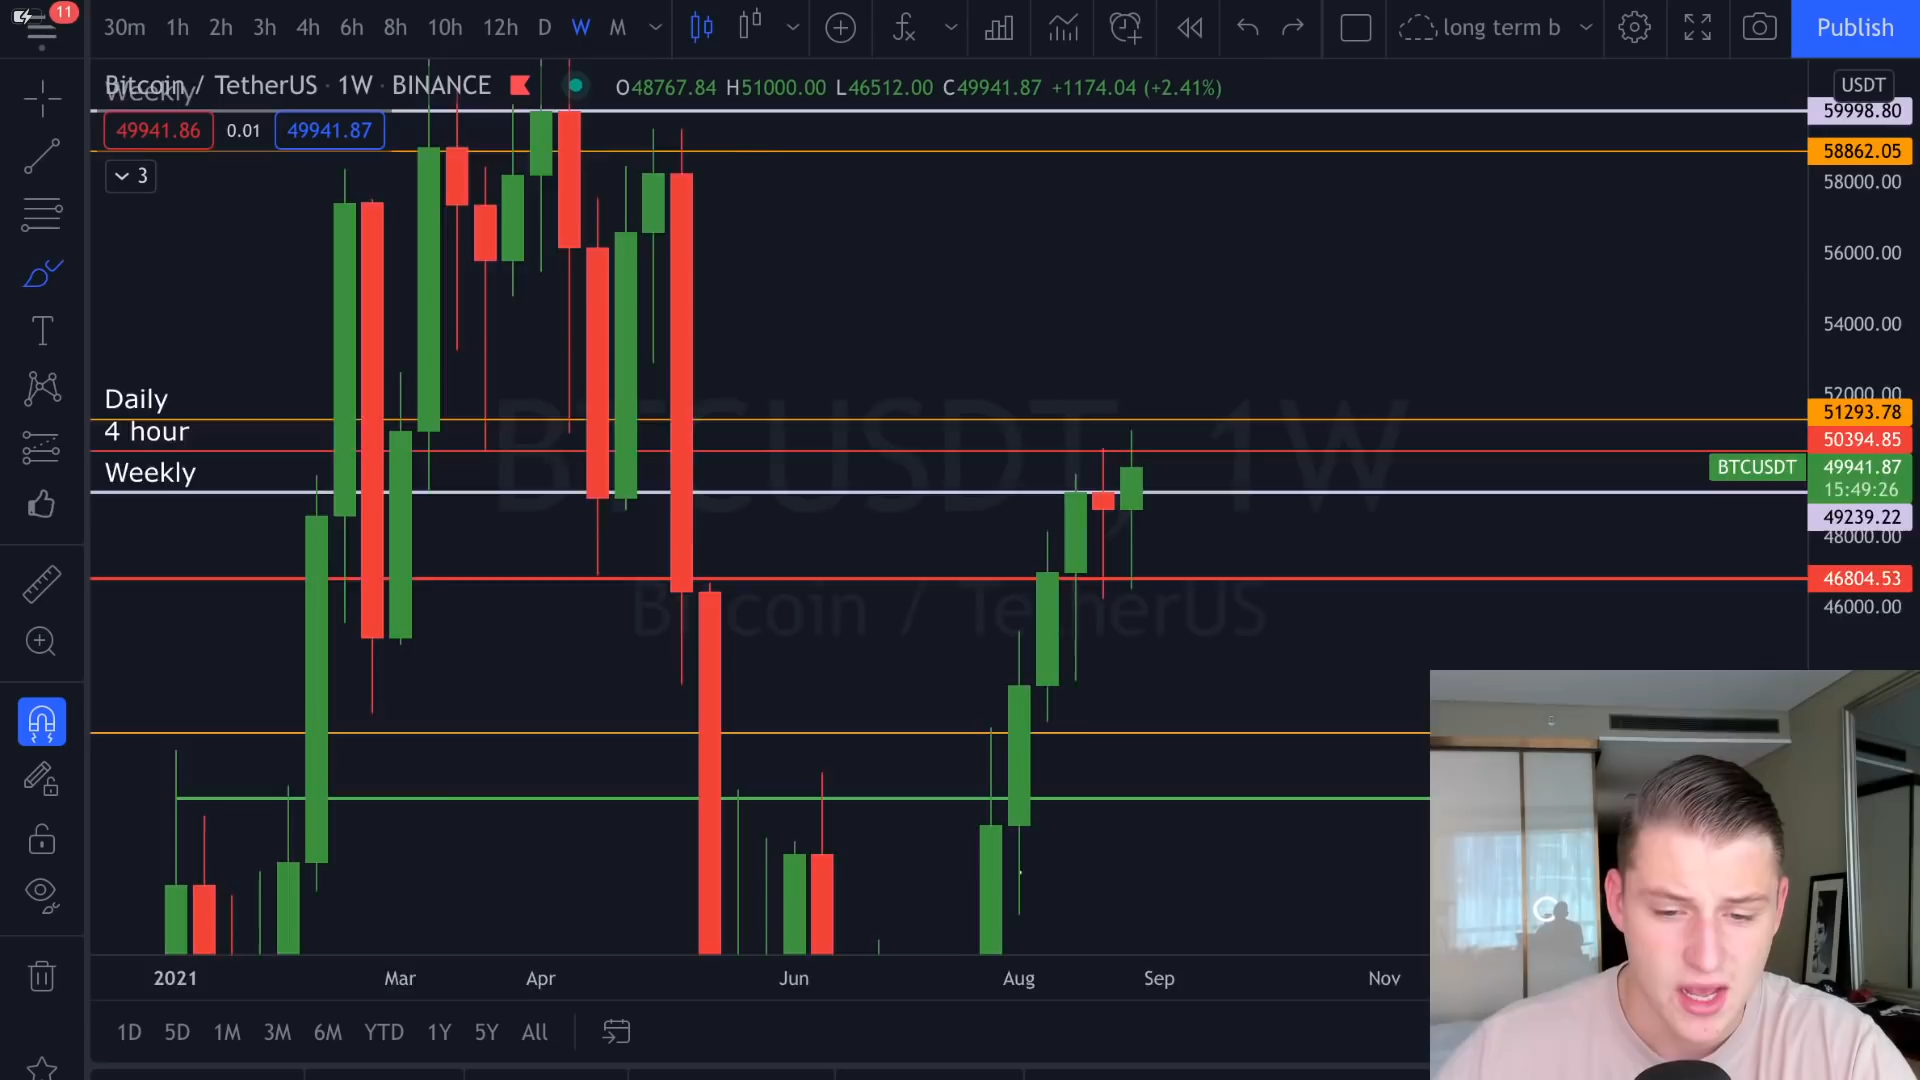 11
30m 1h 2h 3h 4h 6h 8h 10h 12h D W M long term b Publish
Bitcoin / TetherUS · 1W · BINANCE O48767.84 H51000.00 L46512.00 C49941.87 +1174.04 (+2.41%)
Weekly
USDT
59998.80
49941.86 0.01 49941.87
58862.05
3
58000.00
56000.00
54000.00
52000.00
Daily
51293.78
4 hour
50394.85
BTCUSDT, 1W
Weekly
BTCUSDT 49941.87
15:49:26
49239.22
48000.00
46804.53
Bitcoin / TetherUS
46000.00
2021 Mar Apr Jun Aug Sep Nov
1D 5D 1M 3M 6M YTD 1Y 5Y All